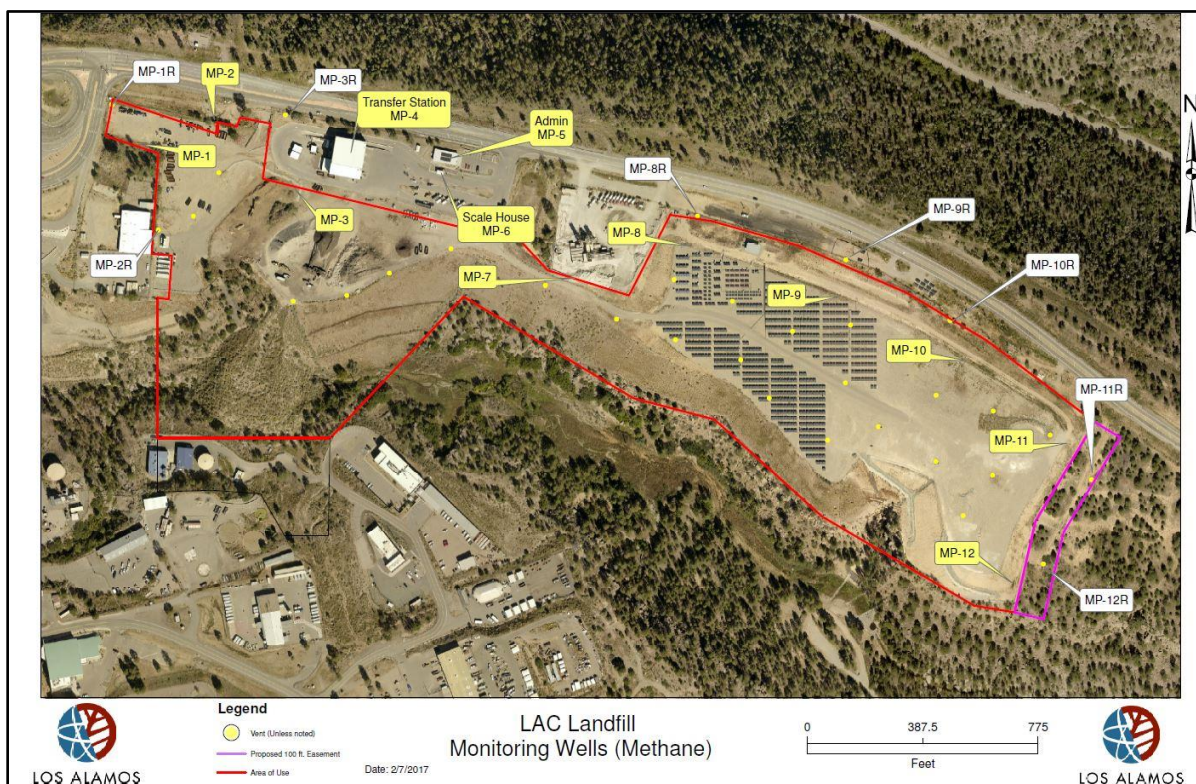 MP-1R
MP-2
MP-3R
Transfer Station
MP-4
Admin
MP-5
N
MP-1
MP-8R
MP-9R
MP-3
Scale House
MP-6
MP-8
MP-2R
MP-7
MP-9
MP-10R
MP-10
MP-11R
MP-11
MP-12
MP-12R
LOS ALAMOS
Legend
Vent (Unless noted)
Proposed 100 ft. Easement
Area of Use
Date: 2/7/2017
LAC Landfill
Monitoring Wells (Methane)
0 387.5 775
Feet
LOS ALAMOS